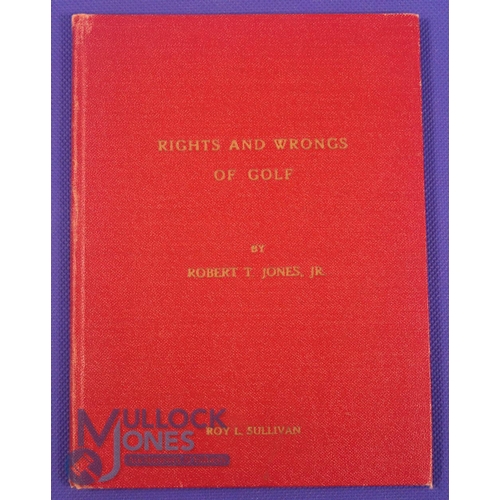 RIGHTS AND WRONGS
OF GOLF
BY
ROBERT T. JONES, JR.
ROY L. SULLIVAN
MULLOCK
JONES